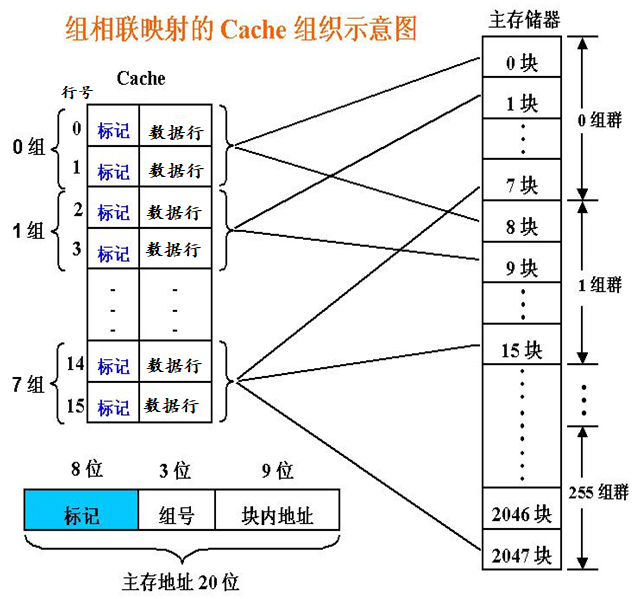 组相联映射的 Cache 组织示意图
主存储器
Cache
行号
0 组
0 标记 数据行
1 标记 数据行
1 组
2 标记 数据行
3 标记 数据行
7 组
14 标记 数据行
15 标记 数据行
0 块
1 块
7 块
8 块
9 块
15 块
2046 块
2047 块
0 组群
1 组群
255 组群
8 位 3 位 9 位
标记 组号 块内地址
主存地址 20 位